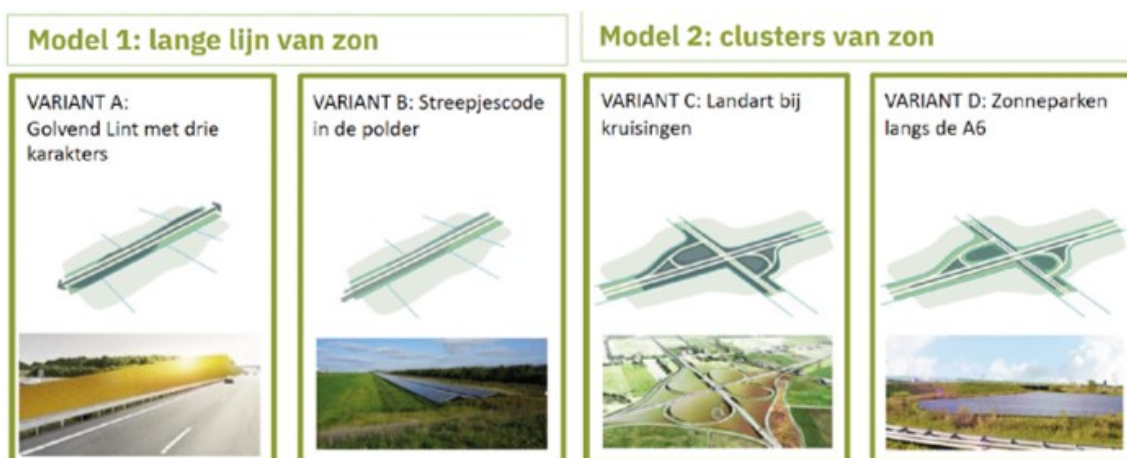 Model 1: lange lijn van zon
Model 2: clusters van zon
VARIANT A:
Golvend Lint met drie
karakters
VARIANT B: Streepjescode
in de polder
VARIANT C: Landart bij
kruisingen
VARIANT D: Zonneparken
langs de A6